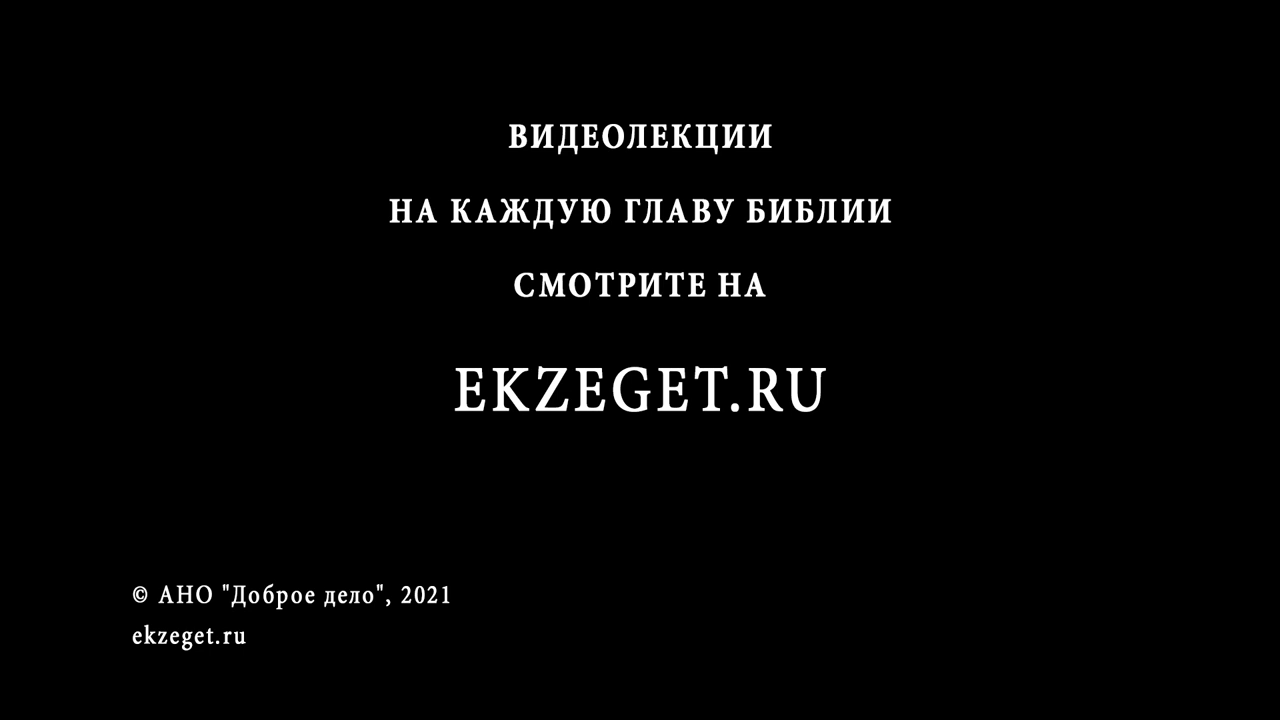 ВИДЕОЛЕКЦИИ
НА КАЖДУЮ ГЛАВУ БИБЛИИ
СМОТРИТЕ НА
EKZEGET.RU
© АНО "Доброе дело", 2021
ekzeget.ru